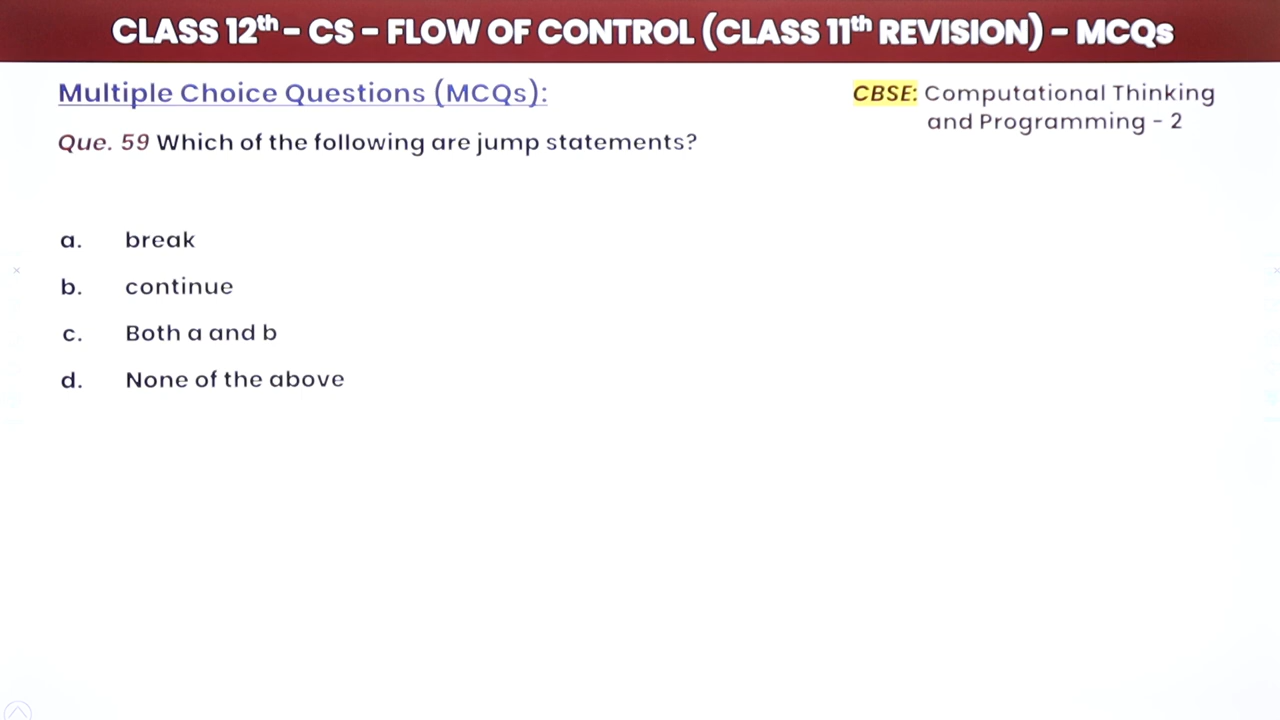 CLASS 12th – CS – FLOW OF CONTROL (CLASS 11th REVISION) – MCQs
Multiple Choice Questions (MCQs):
CBSE: Computational Thinking
and Programming - 2
Que. 59 Which of the following are jump statements?
a. break
b. continue
c. Both a and b
d. None of the above